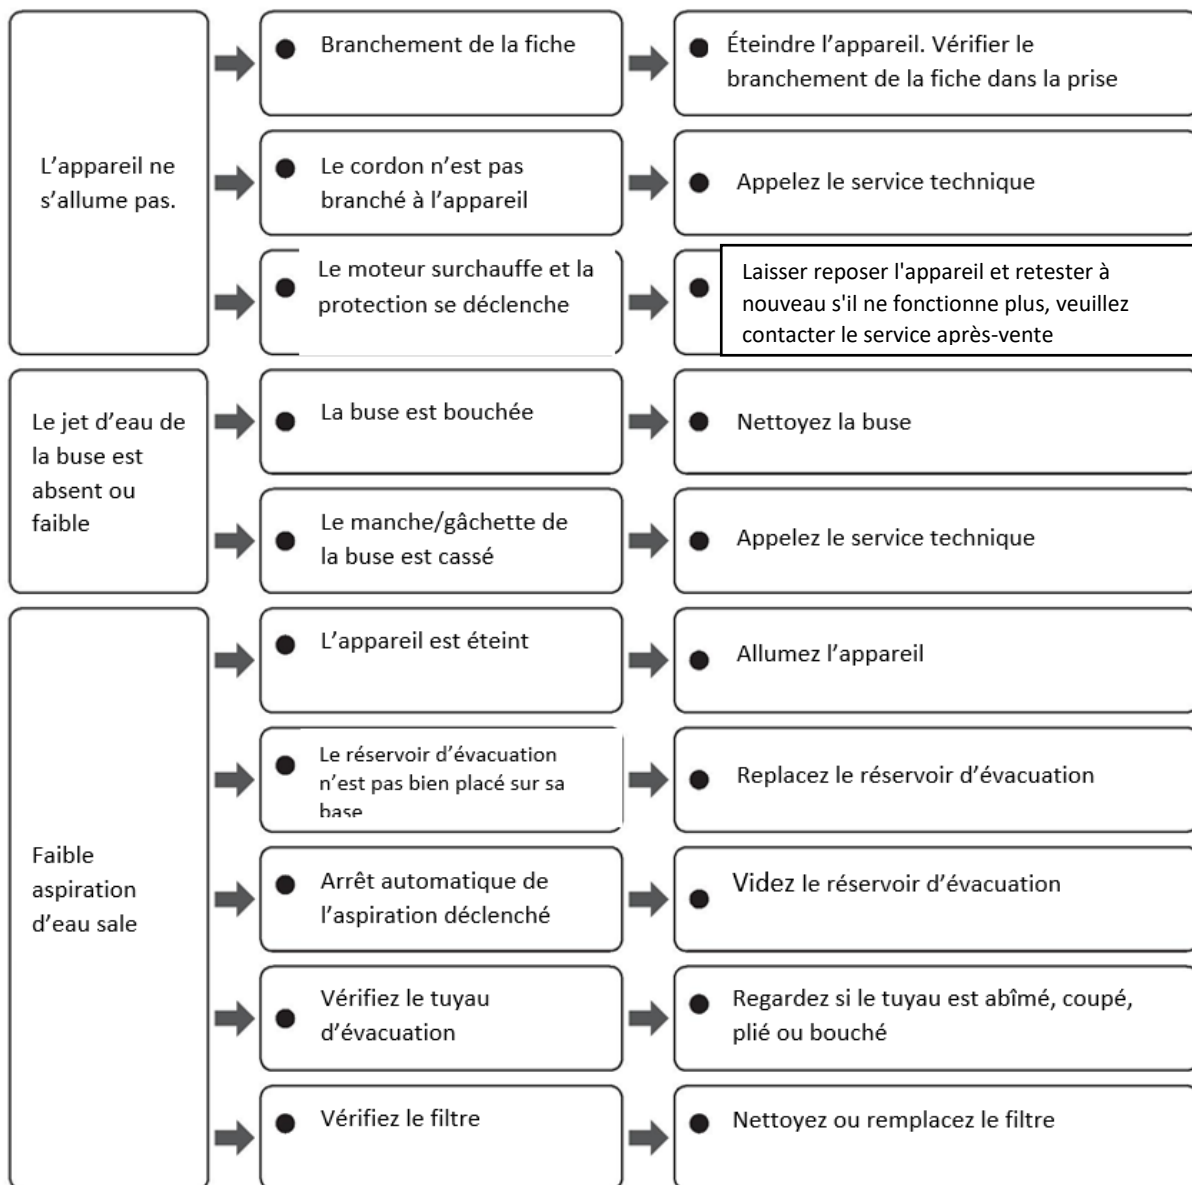 L'appareil ne
s'allume pas.
Branchement de la fiche
Éteindre l'appareil. Vérifier le
branchement de la fiche dans la prise
Le cordon n'est pas
branché à l'appareil
Appelez le service technique
Le moteur surchauffe et la
protection se déclenche
Laisser reposer l'appareil et retester à
nouveau s'il ne fonctionne plus, veuillez
contacter le service après-vente
Le jet d'eau de
la buse est
absent ou
faible
La buse est bouchée
Nettoyez la buse
Le manche/gâchette de
la buse est cassé
Appelez le service technique
Faible
aspiration
d'eau sale
L'appareil est éteint
Allumez l'appareil
Le réservoir d'évacuation
n'est pas bien placé sur sa
base
Replacez le réservoir d'évacuation
Arrêt automatique de
l'aspiration déclenché
Videz le réservoir d'évacuation
Vérifiez le tuyau
d'évacuation
Regardez si le tuyau est abîmé, coupé,
plié ou bouché
Vérifiez le filtre
Nettoyez ou remplacez le filtre